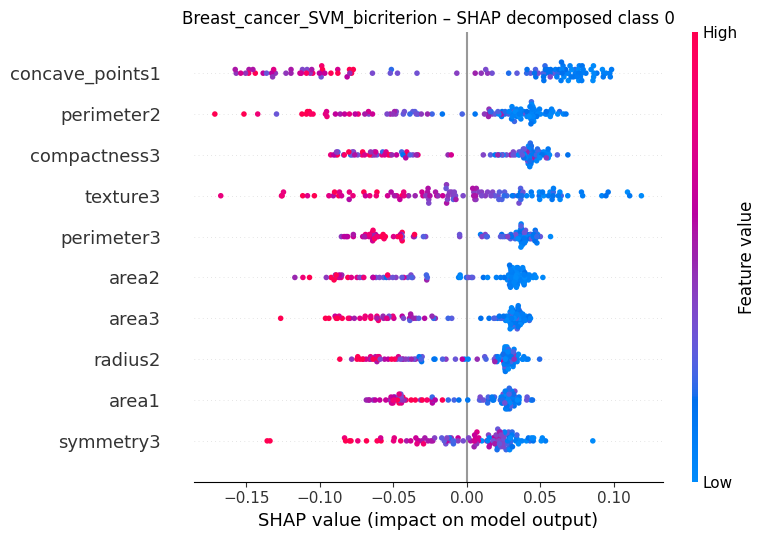 Breast_cancer_SVM_bicriterion – SHAP decomposed class 0
High
concave_points1
perimeter2
compactness3
texture3
perimeter3
area2
area3
radius2
area1
symmetry3
Feature value
Low
−0.15 −0.10 −0.05 0.00 0.05 0.10
SHAP value (impact on model output)